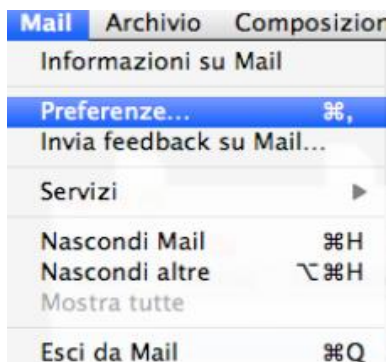 Mail Archivio Composizion
Informazioni su Mail
Preferenze... ⌘,
Invia feedback su Mail...
Servizi ▶
Nascondi Mail ⌘H
Nascondi altre ⌥⌘H
Mostra tutte
Esci da Mail ⌘Q